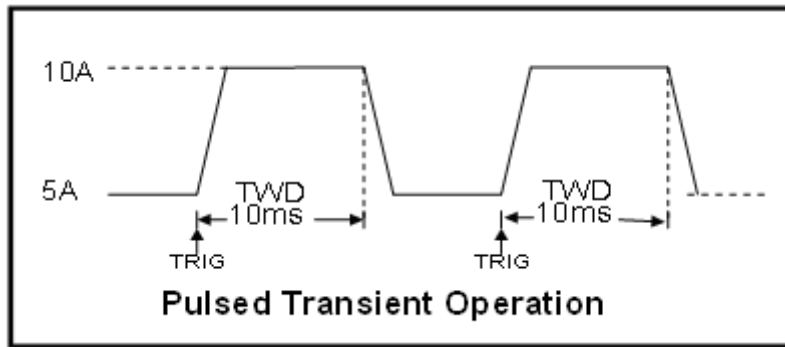 10A
5A
TWD
10ms
TWD
10ms
TRIG
TRIG
Pulsed Transient Operation